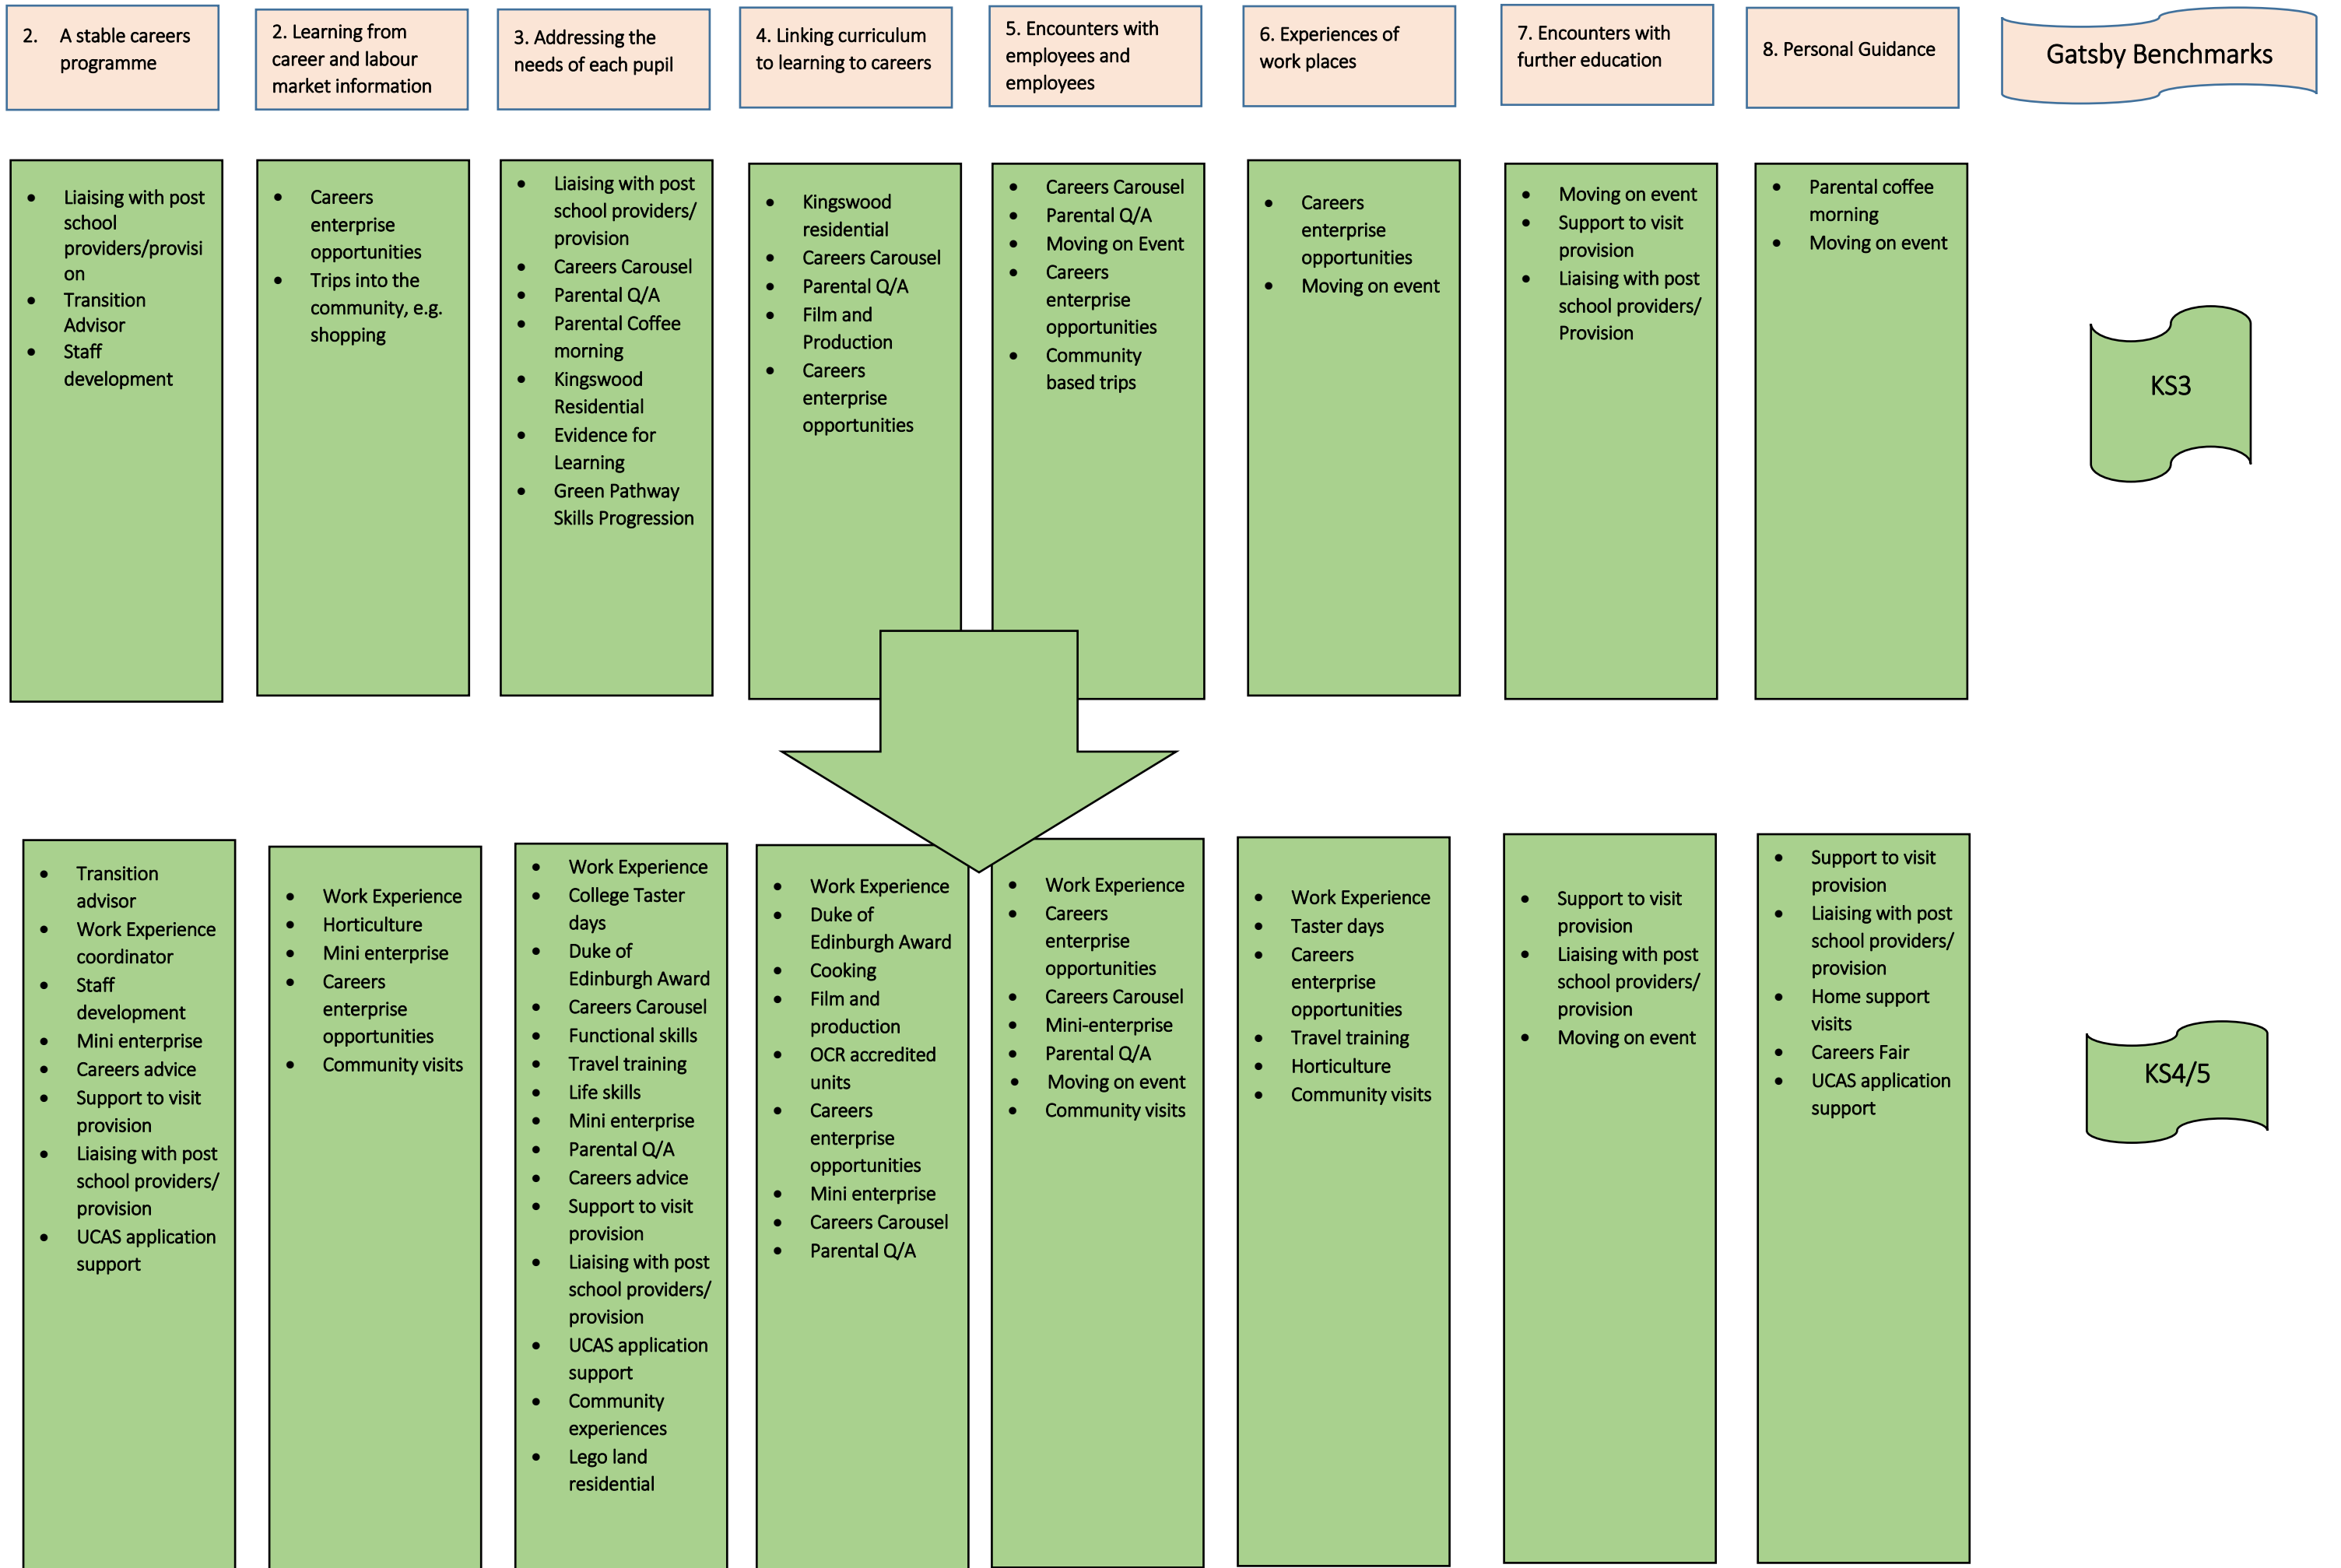 2. A stable careers
programme
2. Learning from
career and labour
market information
3. Addressing the
needs of each pupil
4. Linking curriculum
to learning to careers
5. Encounters with
employees and
employees
6. Experiences of
work places
7. Encounters with
further education
8. Personal Guidance
Gatsby Benchmarks
• Liaising with post
school
providers/provisi
on
• Transition
Advisor
• Staff
development
• Careers
enterprise
opportunities
• Trips into the
community, e.g.
shopping
• Liaising with post
school providers/
provision
• Careers Carousel
• Parental Q/A
• Parental Coffee
morning
• Kingswood
Residential
• Evidence for
Learning
• Green Pathway
Skills Progression
• Kingswood
residential
• Careers Carousel
• Parental Q/A
• Film and
Production
• Careers
enterprise
opportunities
• Careers Carousel
• Parental Q/A
• Moving on Event
• Careers
enterprise
opportunities
• Community
based trips
• Careers
enterprise
opportunities
• Moving on event
• Moving on event
• Support to visit
provision
• Liaising with post
school providers/
Provision
• Parental coffee
morning
• Moving on event
KS3
• Transition
advisor
• Work Experience
coordinator
• Staff
development
• Mini enterprise
• Careers advice
• Support to visit
provision
• Liaising with post
school providers/
provision
• UCAS application
support
• Work Experience
• Horticulture
• Mini enterprise
• Careers
enterprise
opportunities
• Community visits
• Work Experience
• College Taster
days
• Duke of
Edinburgh Award
• Careers Carousel
• Functional skills
• Travel training
• Life skills
• Mini enterprise
• Parental Q/A
• Careers advice
• Support to visit
provision
• Liaising with post
school providers/
provision
• UCAS application
support
• Community
experiences
• Lego land
residential
• Work Experience
• Duke of
Edinburgh Award
• Cooking
• Film and
production
• OCR accredited
units
• Careers
enterprise
opportunities
• Mini enterprise
• Careers Carousel
• Parental Q/A
• Work Experience
• Careers
enterprise
opportunities
• Careers Carousel
• Mini-enterprise
• Parental Q/A
• Moving on event
• Community visits
• Work Experience
• Taster days
• Careers
enterprise
opportunities
• Travel training
• Horticulture
• Community visits
• Support to visit
provision
• Liaising with post
school providers/
provision
• Moving on event
• Support to visit
provision
• Liaising with post
school providers/
provision
• Home support
visits
• Careers Fair
• UCAS application
support
KS4/5